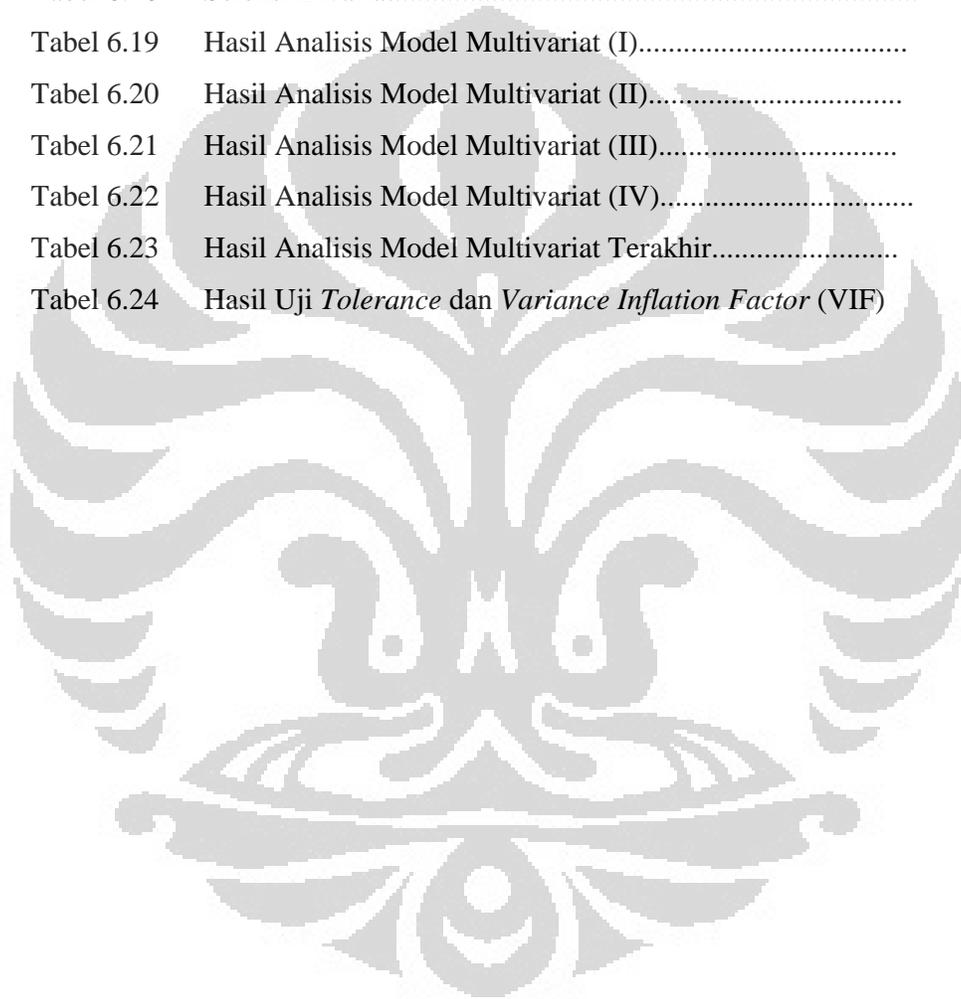 Tabel 6.19 Hasil Analisis Model Multivariat (I)...................................
Tabel 6.20 Hasil Analisis Model Multivariat (II).................................
Tabel 6.21 Hasil Analisis Model Multivariat (III)...............................
Tabel 6.22 Hasil Analisis Model Multivariat (IV).................................
Tabel 6.23 Hasil Analisis Model Multivariat Terakhir........................
Tabel 6.24 Hasil Uji Tolerance dan Variance Inflation Factor (VIF)